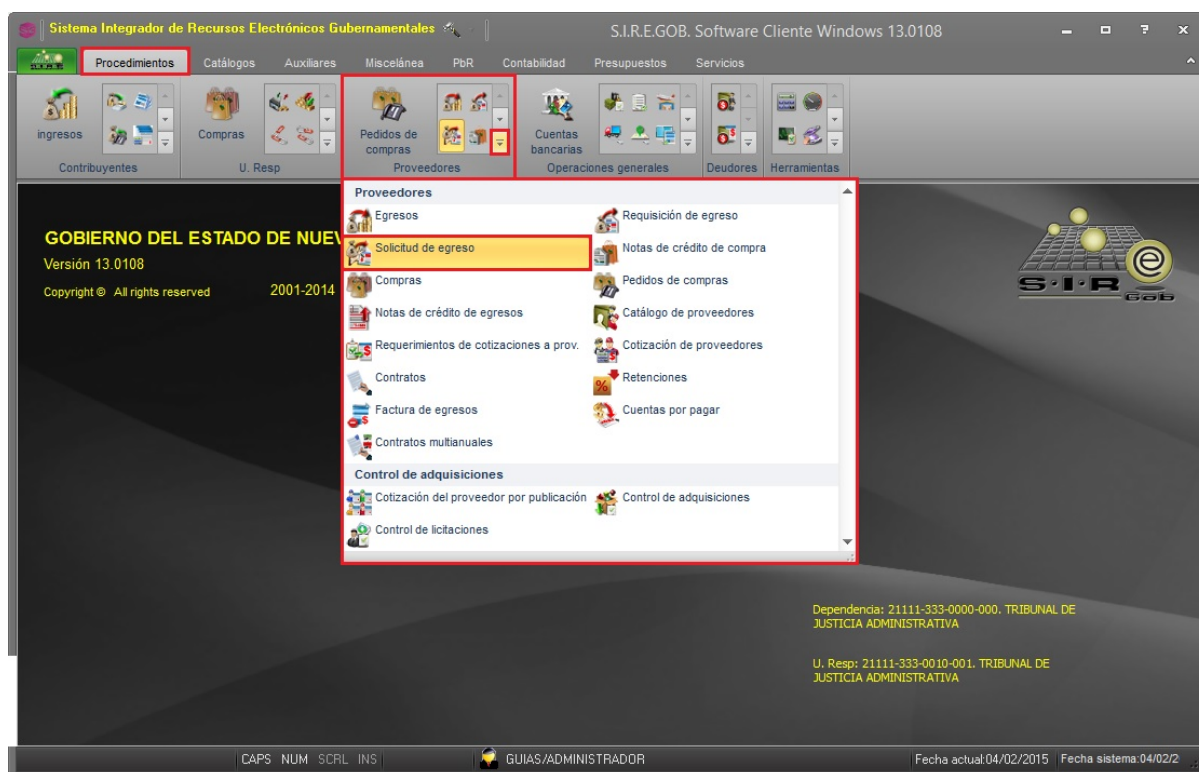 Sistema Integrador de Recursos Electrónicos Gubernamentales
S.I.R.E.GOB. Software Cliente Windows 13.0108
Procedimientos Catálogos Auxiliares Miscelánea PbR Contabilidad Presupuestos Servicios
ingresos
Compras
Pedidos de compras
Cuentas bancarias
Contribuyentes U. Resp Proveedores Operaciones generales Deudores Herramientas
Proveedores
Egresos Requisición de egreso
Solicitud de egreso Notas de crédito de compra
Compras Pedidos de compras
Notas de crédito de egresos Catálogo de proveedores
Requerimientos de cotizaciones a prov. Cotización de proveedores
Contratos Retenciones
Factura de egresos Cuentas por pagar
Contratos multianuales
Control de adquisiciones
Cotización del proveedor por publicación Control de adquisiciones
Control de licitaciones
GOBIERNO DEL ESTADO DE NUEV
Versión 13.0108
Copyright © All rights reserved 2001-2014
S·I·R e
Gob
Dependencia: 21111-333-0000-000. TRIBUNAL DE
JUSTICIA ADMINISTRATIVA
U. Resp: 21111-333-0010-001. TRIBUNAL DE
JUSTICIA ADMINISTRATIVA
CAPS NUM SCRL INS GUIAS/ADMINISTRADOR Fecha actual:04/02/2015 Fecha sistema:04/02/2